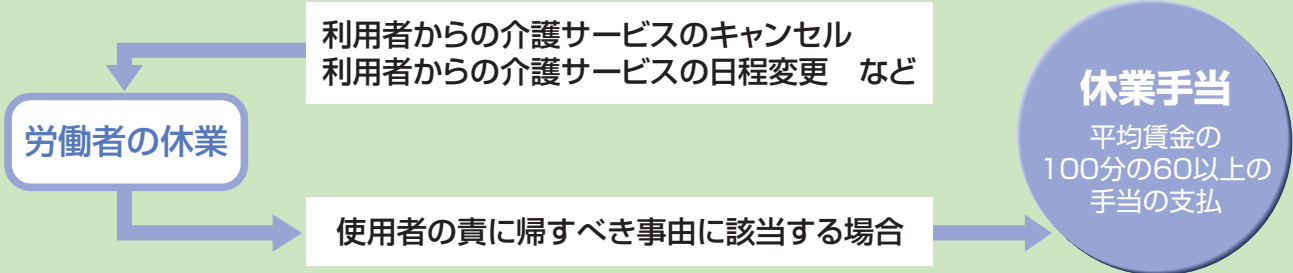 利用者からの介護サービスのキャンセル
利用者からの介護サービスの日程変更　など
労働者の休業
使用者の責に帰すべき事由に該当する場合
休業手当
平均賃金の
100分の60以上の
手当の支払